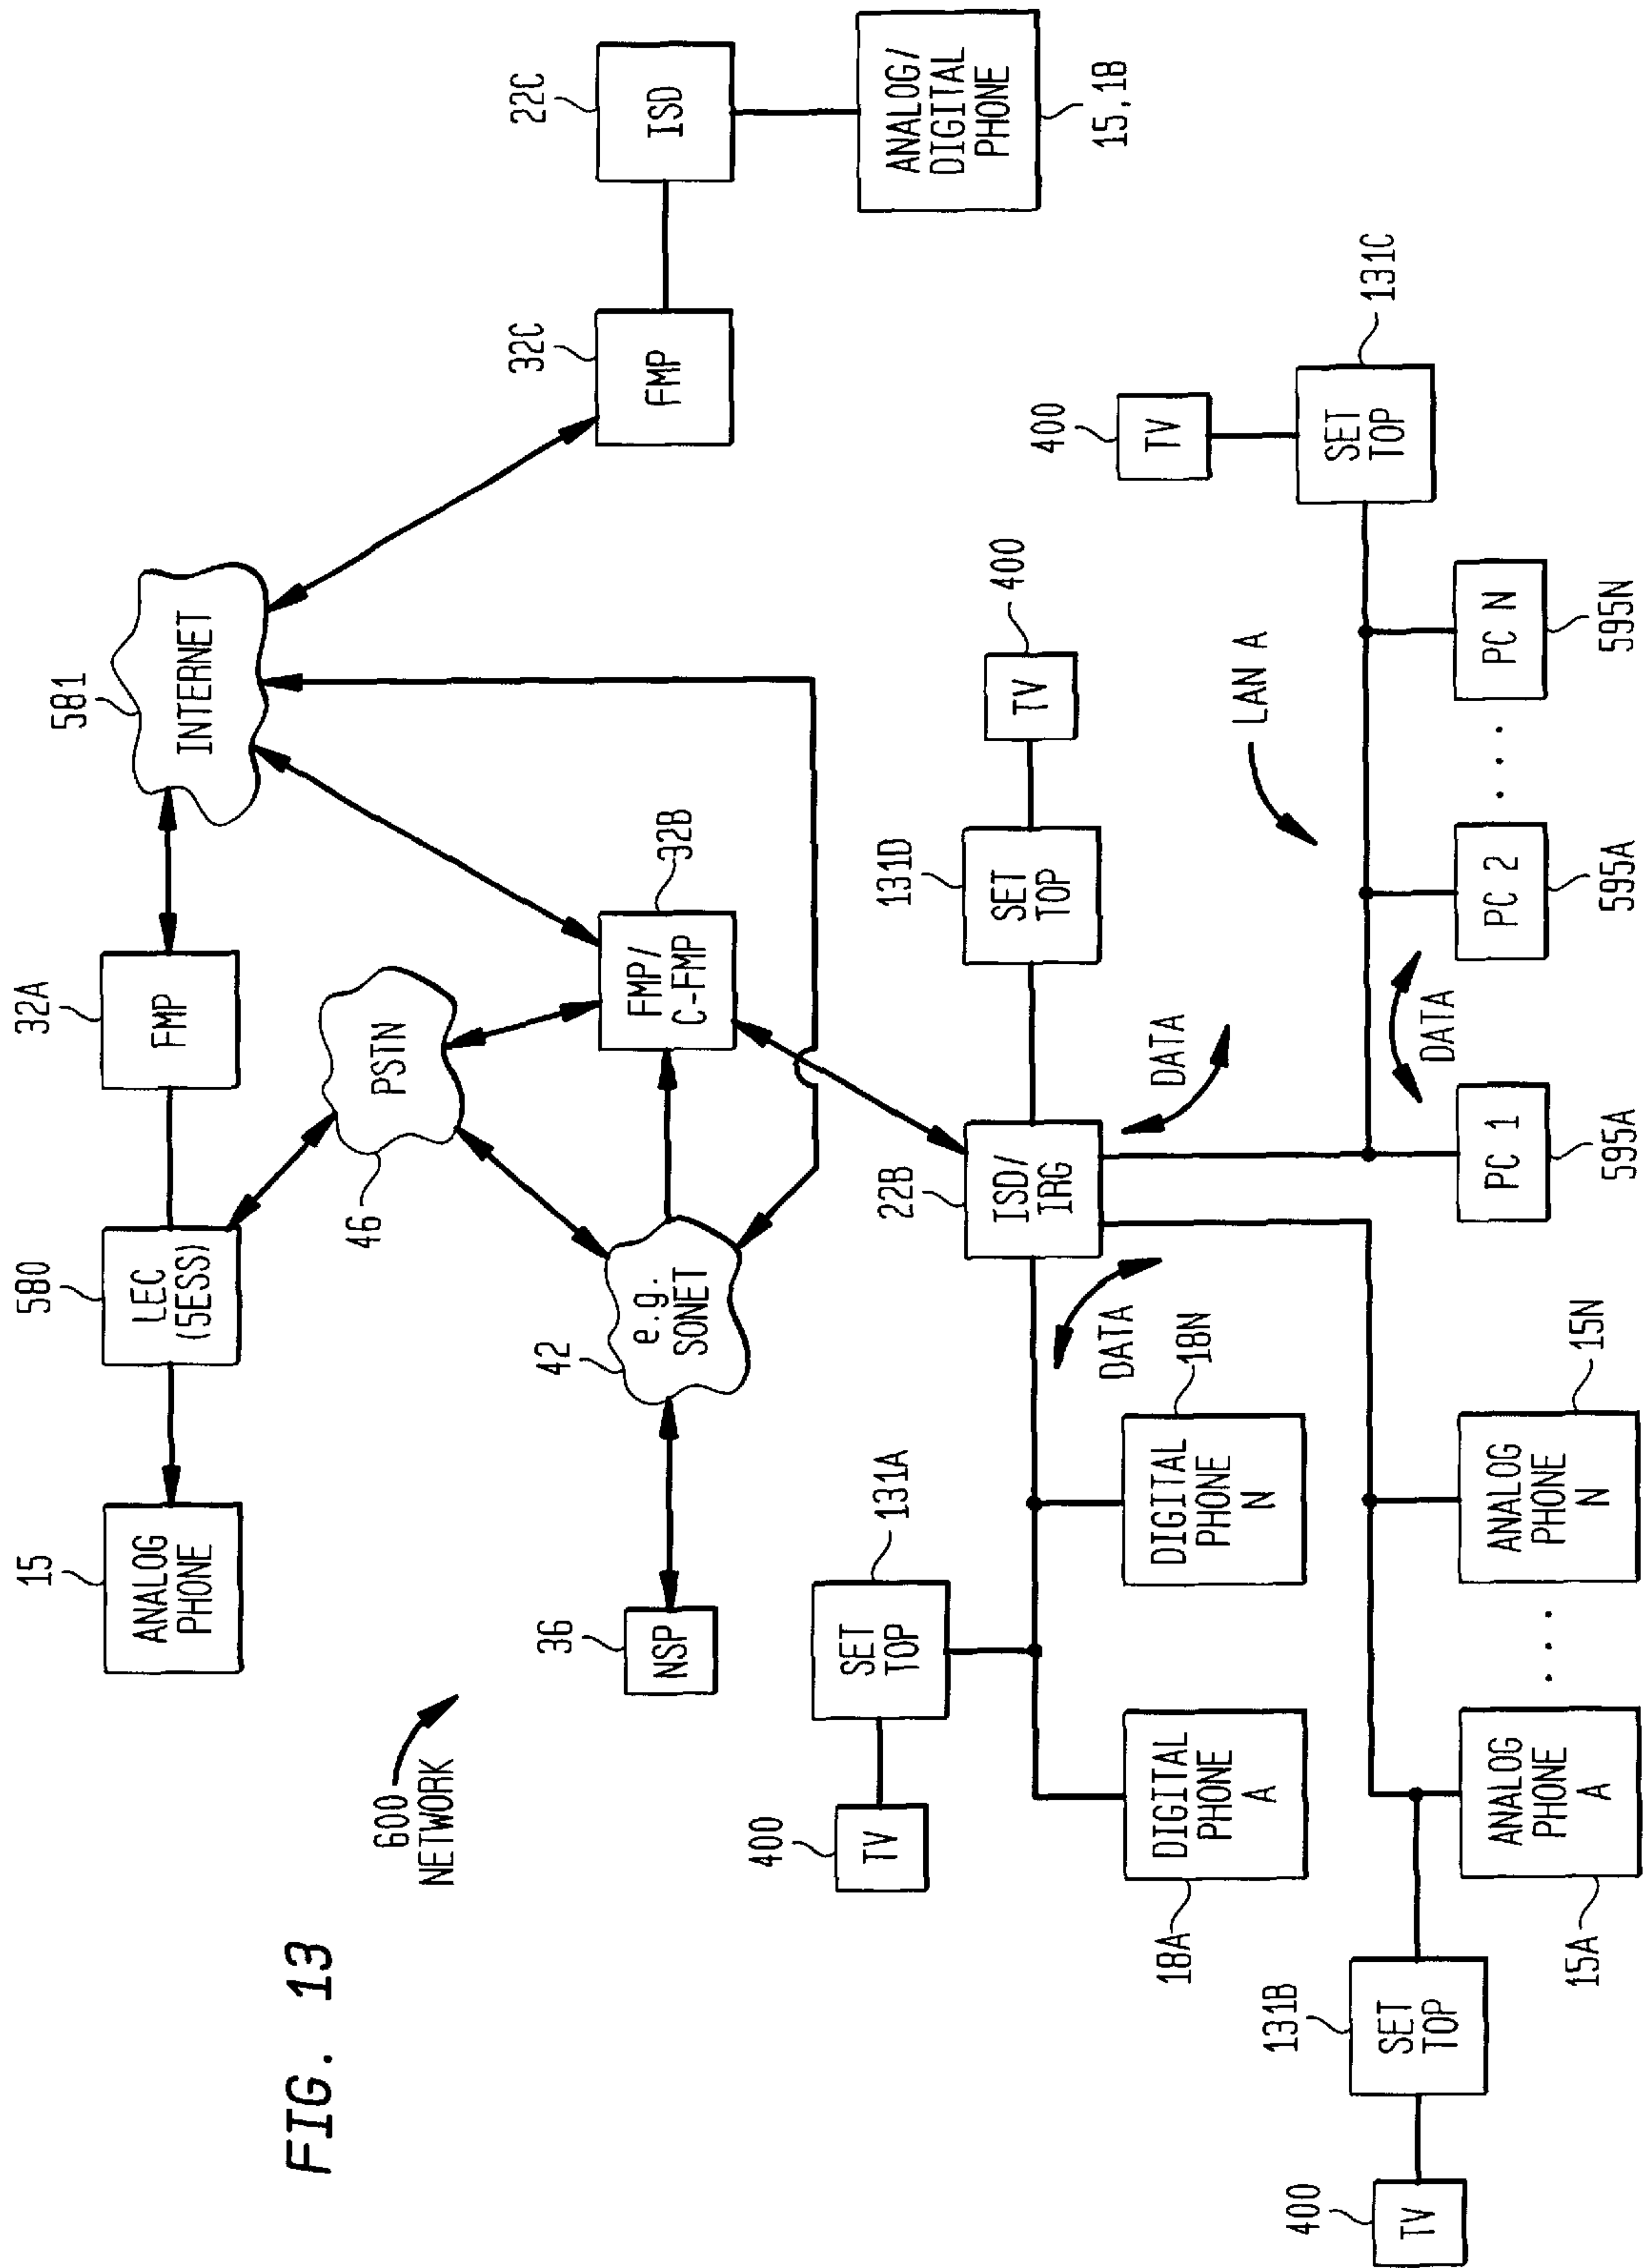 FIG. 13
600
NETWORK
15
ANALOG
PHONE
580
LEC
(5ESS)
32A
FMP
581
INTERNET
46
PSTN
36
NSP
42
e.g.
SONET
FMP/
C-FMP
32B
32C
FMP
22C
ISD
ANALOG/
DIGITAL
PHONE
15,18
400
TV
SET
TOP
131A
22B
ISD/
IRG
131D
SET
TOP
TV
400
DATA
DATA
18A
DIGITAL
PHONE
A
DIGITAL
PHONE
N
18N
LAN A
400
TV
SET
TOP
131C
400
TV
131B
SET
TOP
15A
ANALOG
PHONE
A
. . .
ANALOG
PHONE
N
15N
DATA
PC 1
595A
PC 2
595A
. . . .
PC N
595N